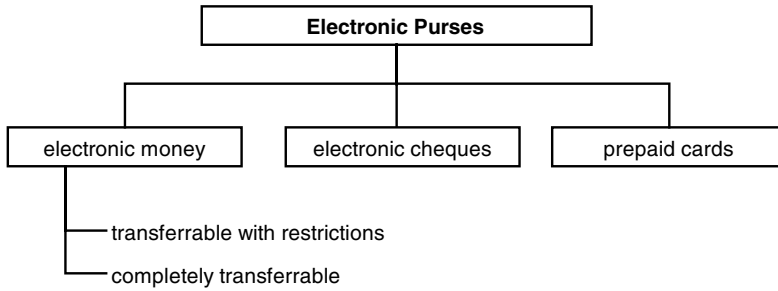 Electronic Purses
electronic money
electronic cheques
prepaid cards
transferrable with restrictions
completely transferrable